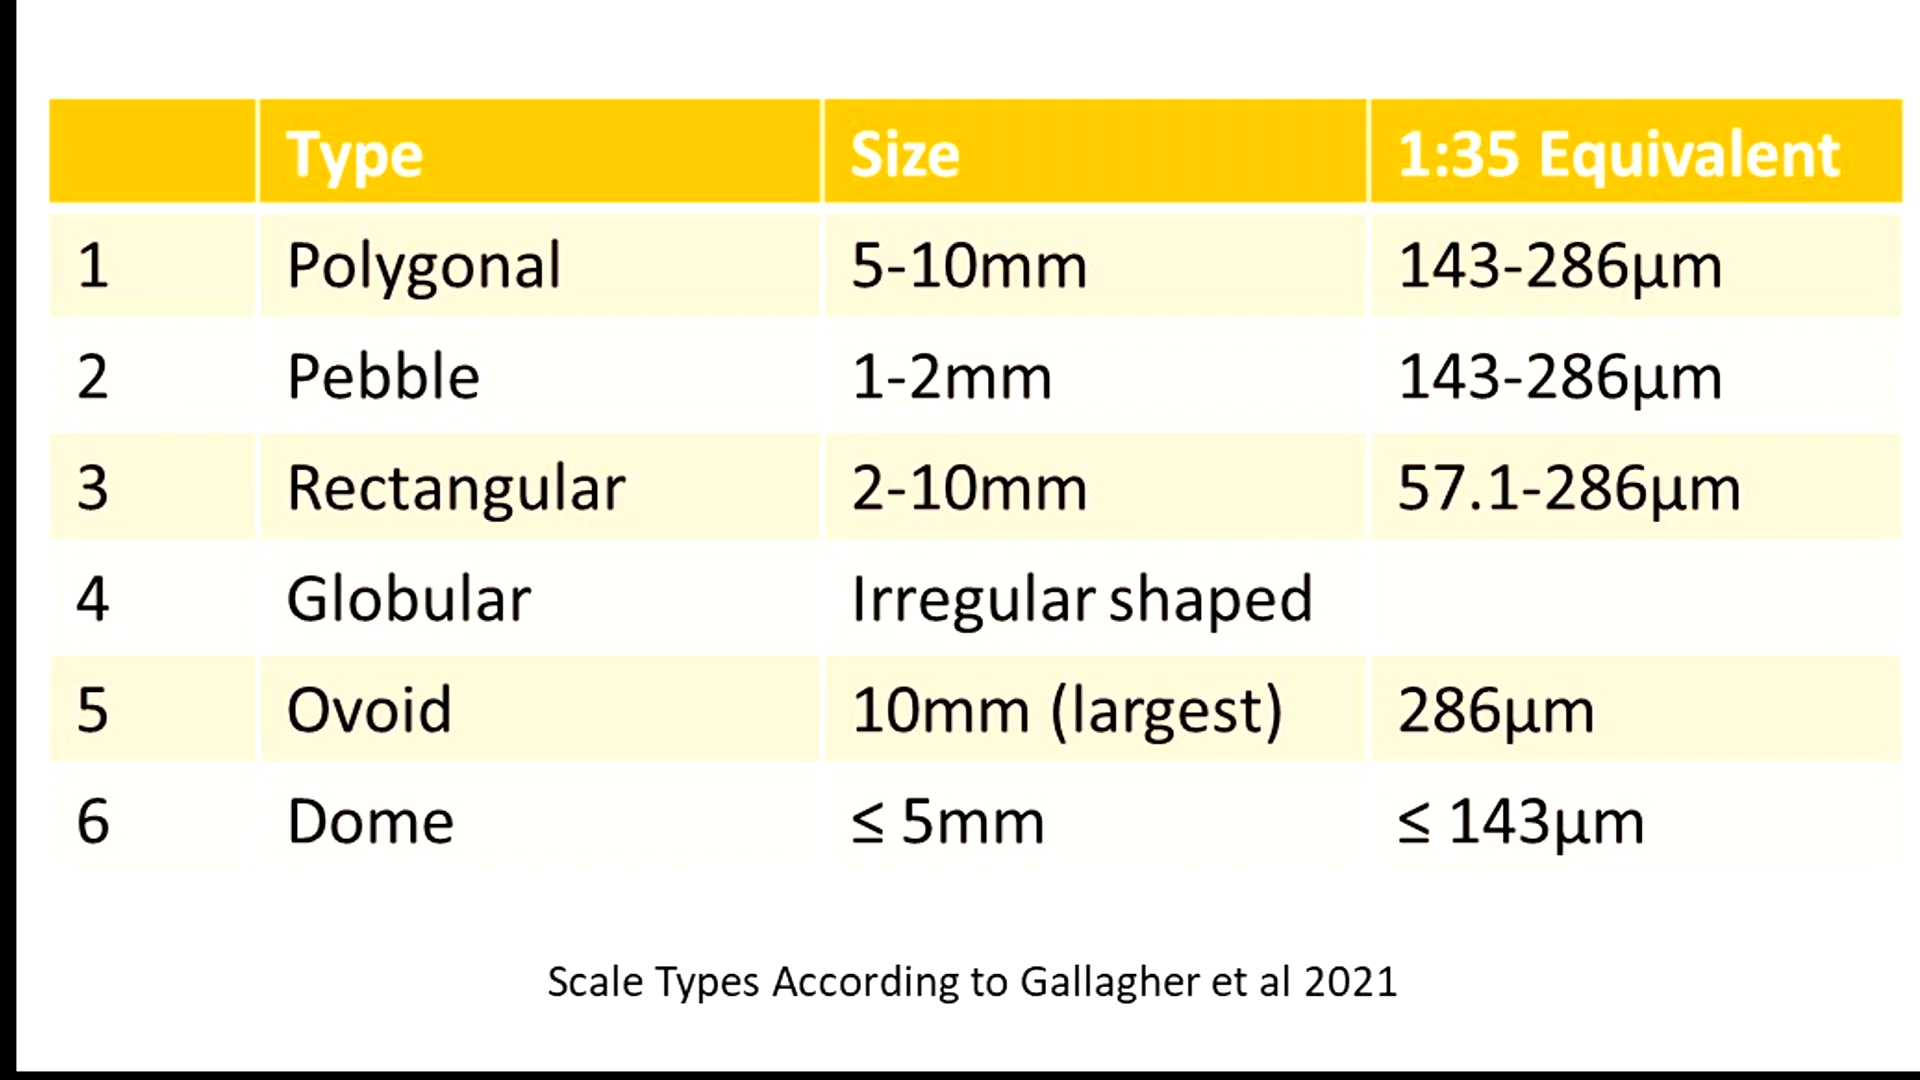 Type Size 1:35 Equivalent
1 Polygonal 5-10mm 143-286µm
2 Pebble 1-2mm 143-286µm
3 Rectangular 2-10mm 57.1-286µm
4 Globular Irregular shaped
5 Ovoid 10mm (largest) 286µm
6 Dome ≤ 5mm ≤ 143µm
Scale Types According to Gallagher et al 2021